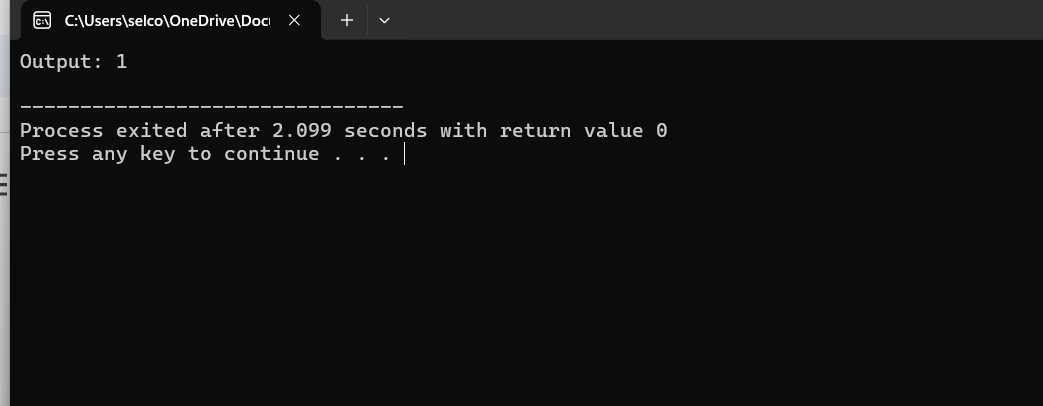 C:\Users\selco\OneDrive\Doc
Output: 1
--------------------------------
Process exited after 2.099 seconds with return value 0
Press any key to continue . . .